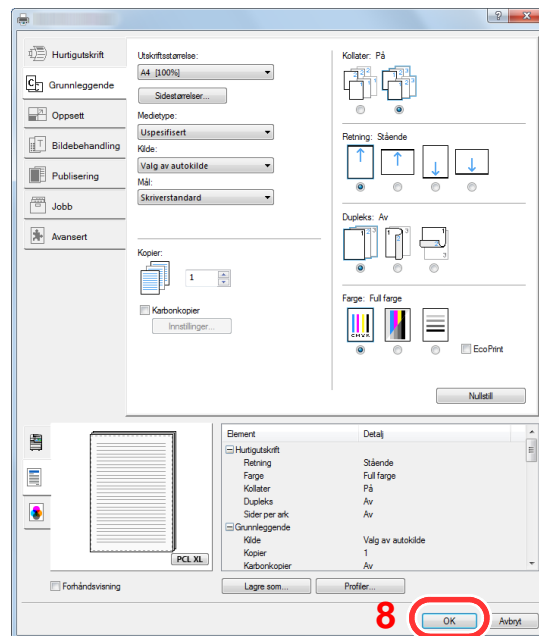 Hurtigutskrift
Grunnleggende
Oppsett
Bildebehandling
Publisering
Jobb
Avansert
Utskriftsstørrelse:
A4 [100%]
Sidestørrelser...
Medietype:
Uspesifisert
Kilde:
Valg av autokilde
Mål:
Skriverstandard
Kopier:
1
Karbonkopier
Innstillinger...
Kollater: På
Retning: Stående
Dupleks: Av
Farge: Full farge
CMYK
EcoPrint
Nullstill
PCL XL
Forhåndsvisning
Element Detalj
Hurtigutskrift
Retning Stående
Farge Full farge
Kollater På
Dupleks Av
Sider per ark Av
Grunnleggende
Kilde Valg av autokilde
Kopier 1
Karbonkopier Av
Lagre som... Profiler...
8 OK Avbryt